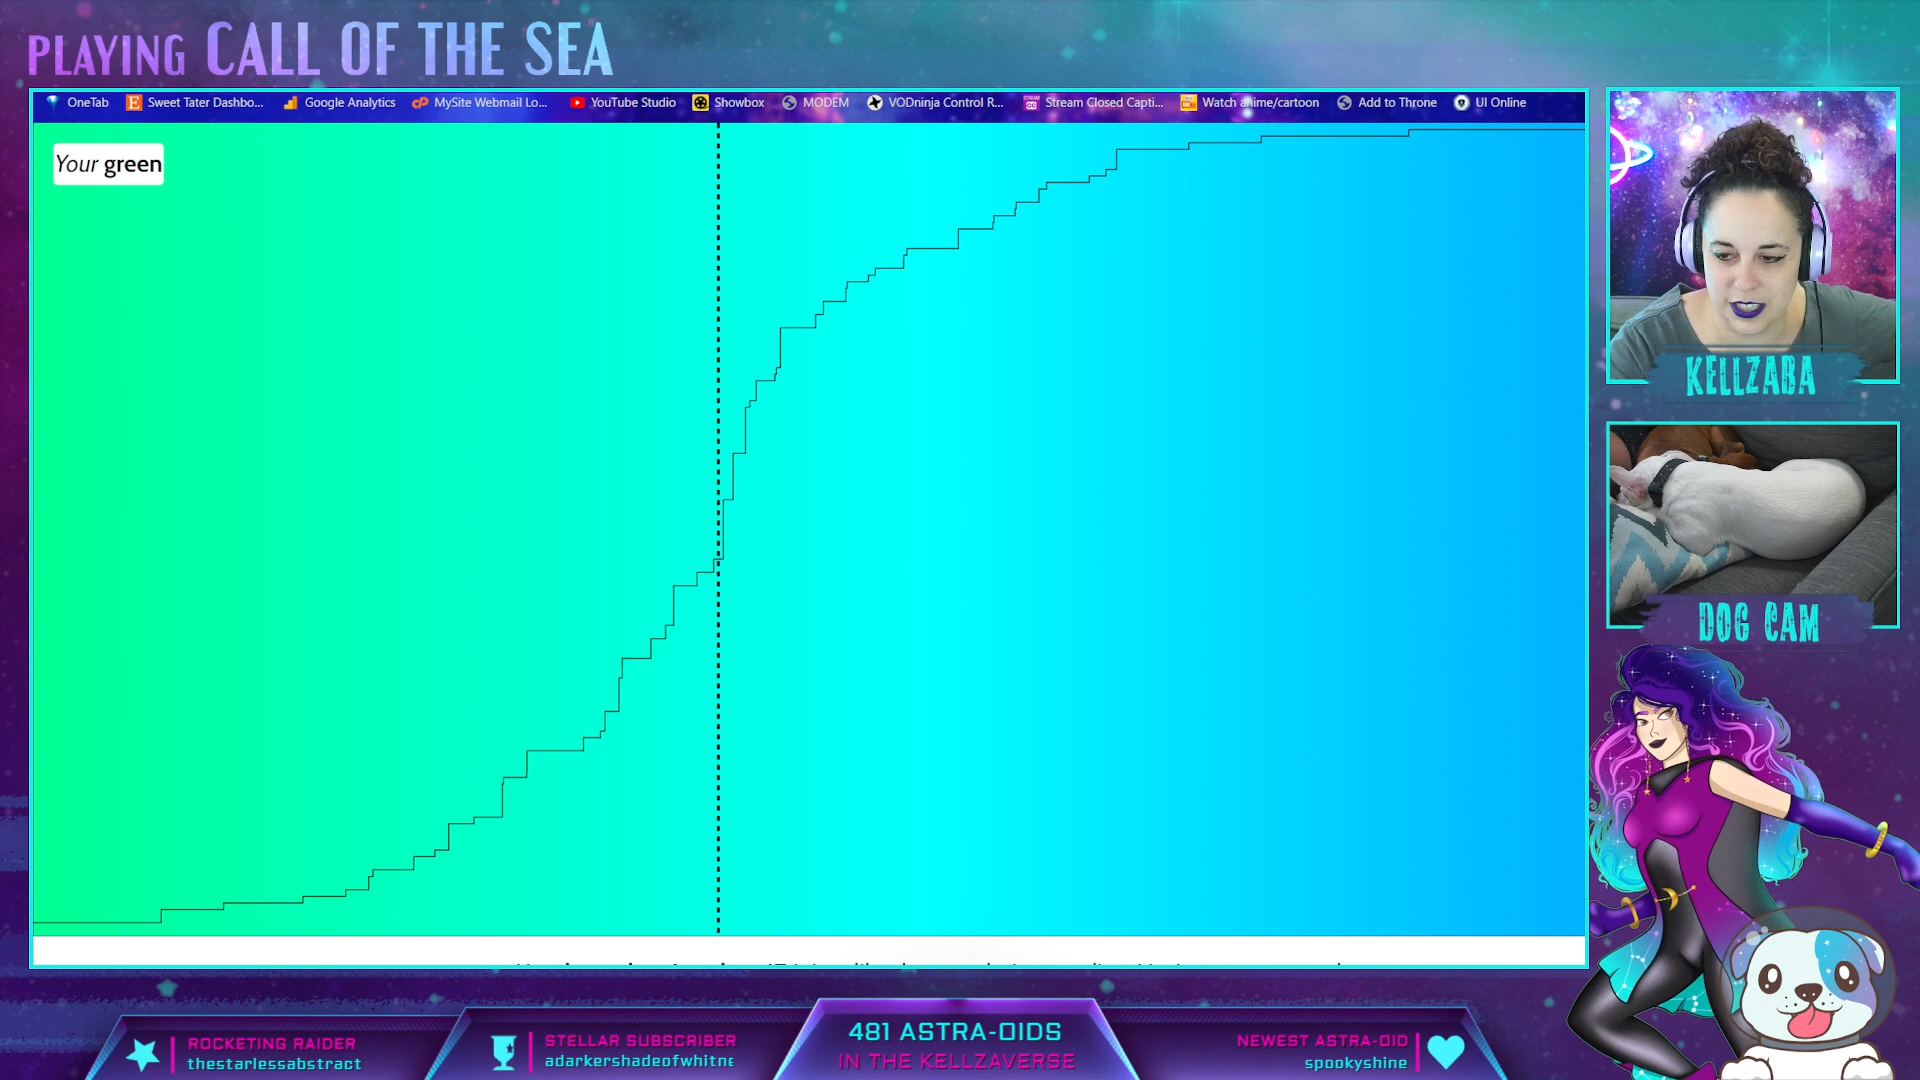 PLAYING CALL OF THE SEA
OneTab Sweet Tater Dashbo... Google Analytics MySite Webmail Lo... YouTube Studio Showbox MODEM VODninja Control R... Stream Closed Capti... Watch anime/cartoon Add to Throne UI Online
Your green
KELLZABA
DOG CAM
ROCKETING RAIDER
thestarlessabstract
STELLAR SUBSCRIBER
adarkershadeofwhitne
481 ASTRA-OIDS
IN THE KELLZAVERSE
NEWEST ASTRA-OID
spookyshine